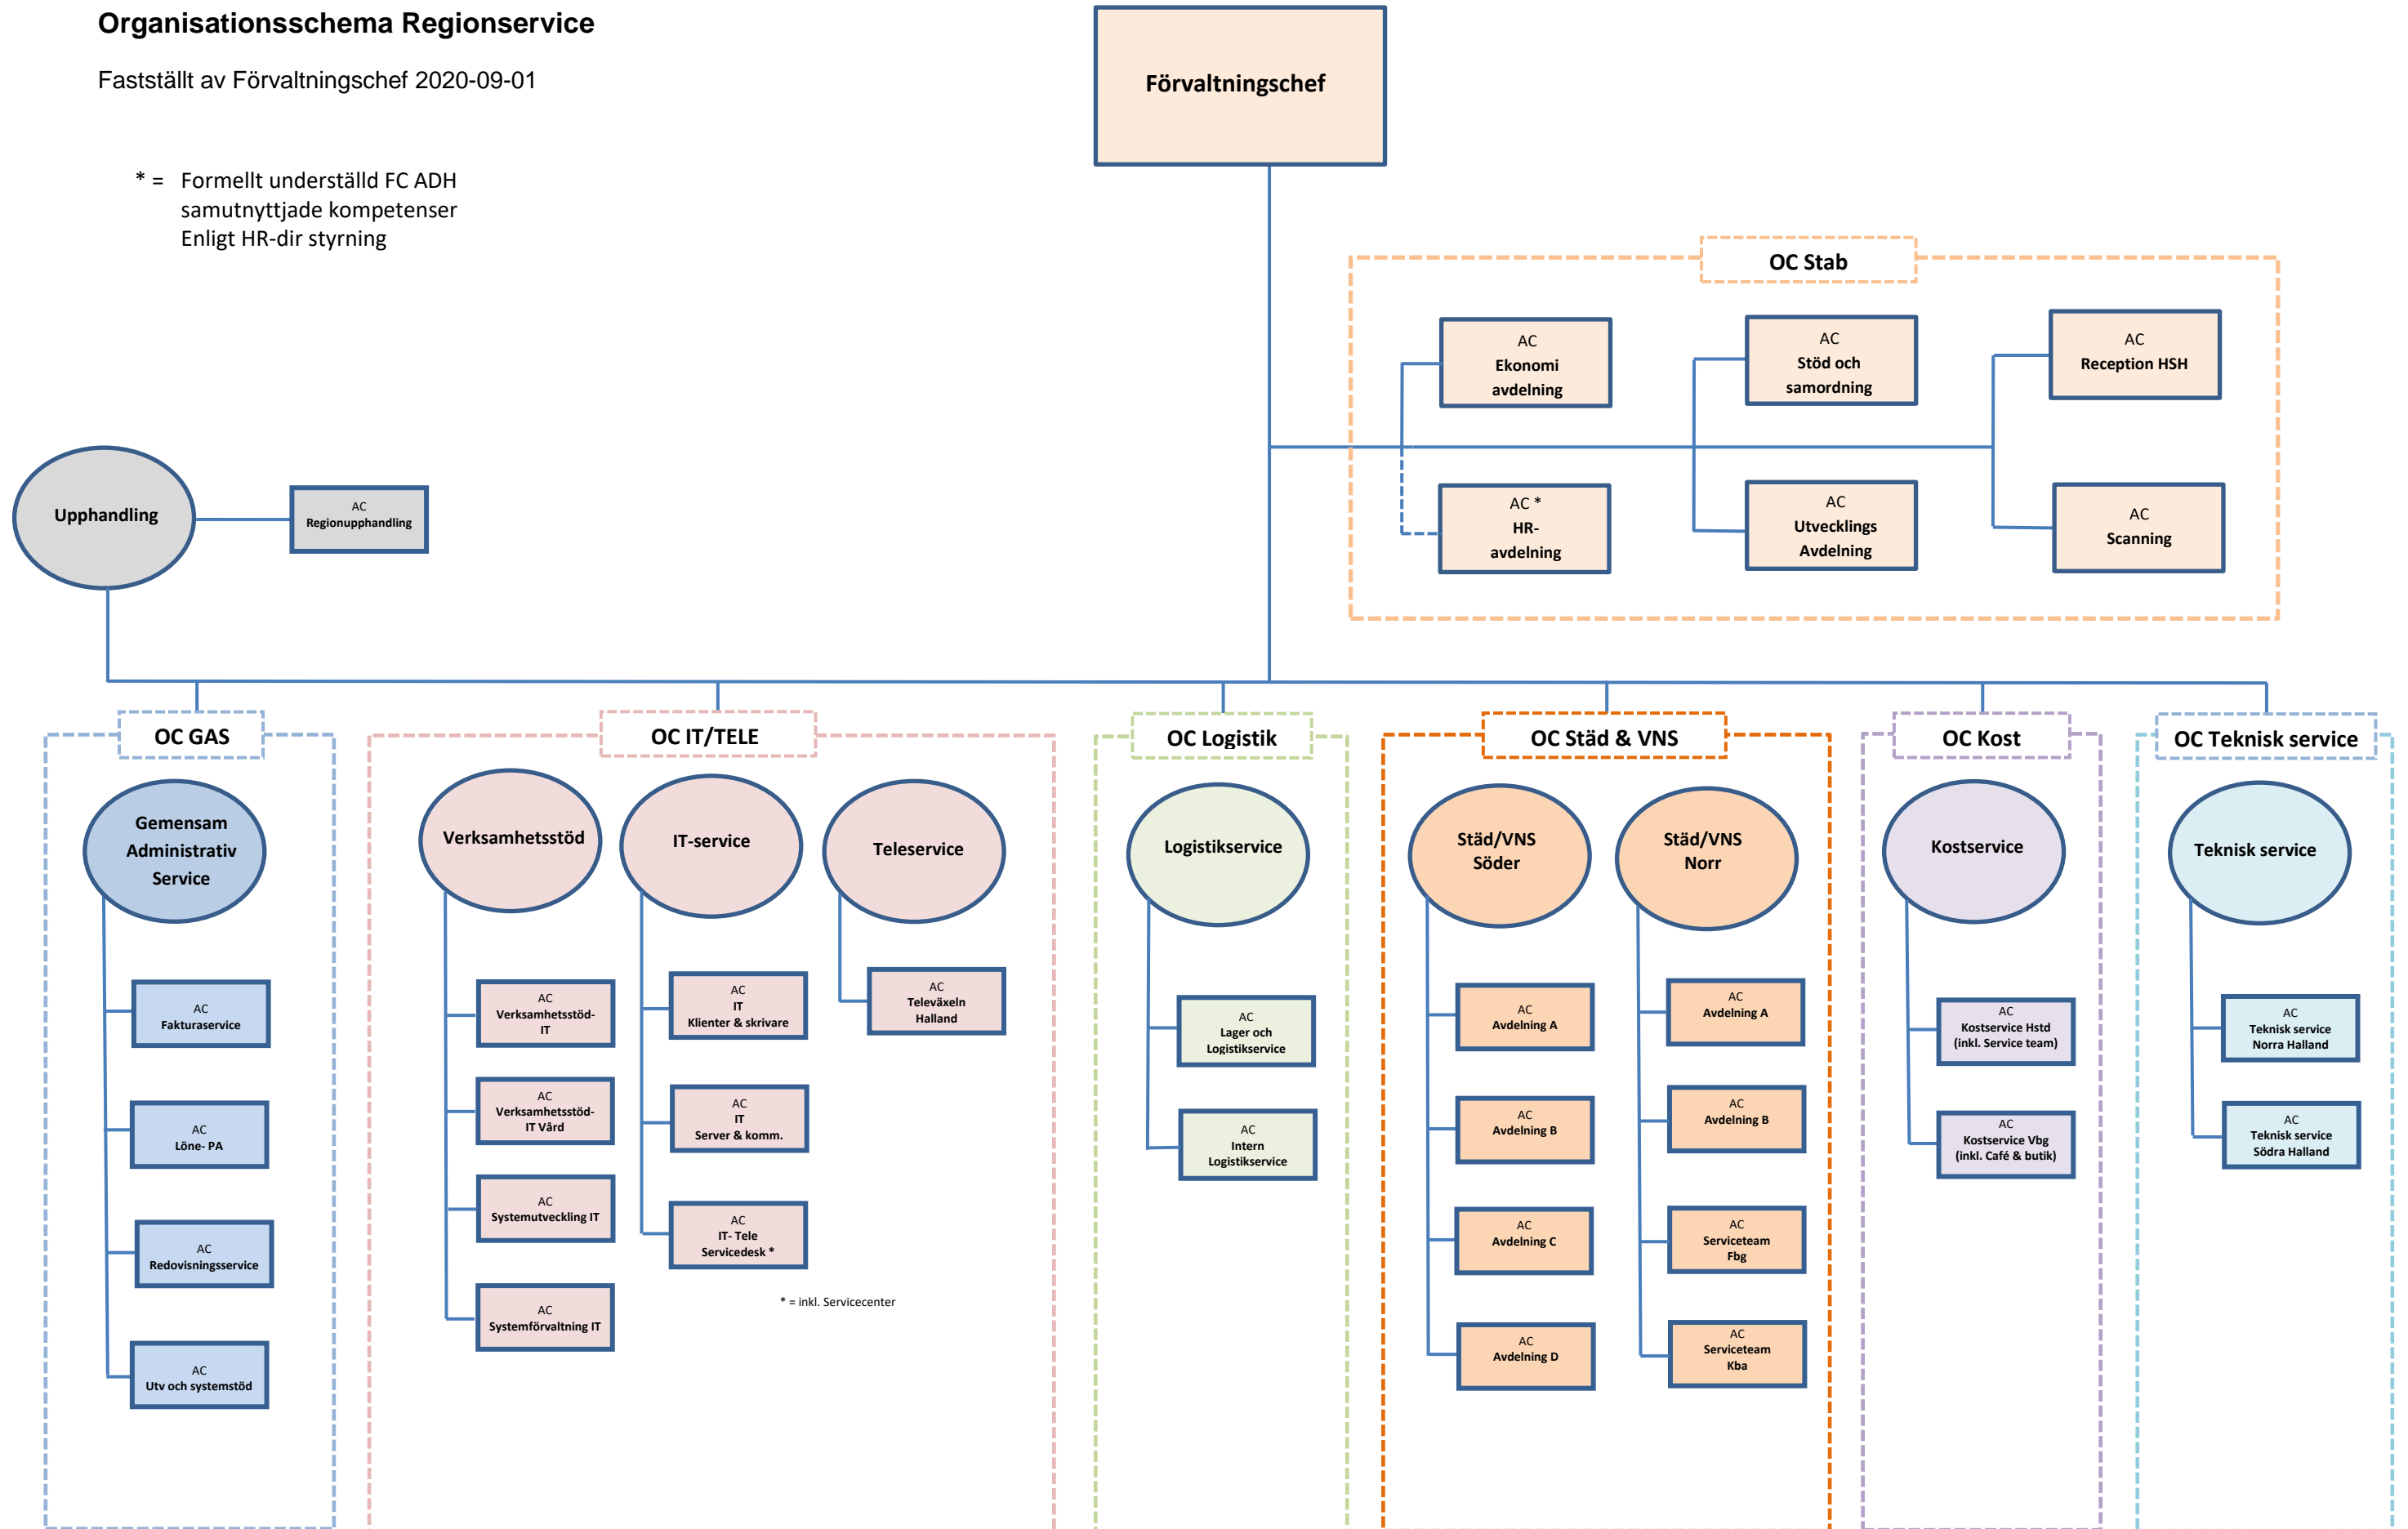 Organisationsschema Regionservice
Fastställt av Förvaltningschef 2020-09-01
* = Formellt underställd FC ADH
samutnyttjade kompetenser
Enligt HR-dir styrning
Förvaltningschef
OC Stab
AC
Ekonomi
avdelning
AC
Stöd och
samordning
AC
Reception HSH
AC *
HR-
avdelning
AC
Utvecklings
Avdelning
AC
Scanning
Upphandling
AC
Regionupphandling
OC GAS
Gemensam
Administrativ
Service
AC
Fakturaservice
AC
Löne- PA
AC
Redovisningsservice
AC
Utv och systemstöd
OC IT/TELE
Verksamhetsstöd
AC
Verksamhetsstöd-
IT
AC
Verksamhetsstöd-
IT Vård
AC
Systemutveckling IT
AC
Systemförvaltning IT
IT-service
AC
IT
Klienter & skrivare
AC
IT
Server & komm.
AC
IT- Tele
Servicedesk *
Teleservice
AC
Televäxeln
Halland
* = inkl. Servicecenter
OC Logistik
Logistikservice
AC
Lager och
Logistikservice
AC
Intern
Logistikservice
OC Städ & VNS
Städ/VNS
Söder
AC
Avdelning A
AC
Avdelning B
AC
Avdelning C
AC
Avdelning D
Städ/VNS
Norr
AC
Avdelning A
AC
Avdelning B
AC
Serviceteam
Fbg
AC
Serviceteam
Kba
OC Kost
Kostservice
AC
Kostservice Hstd
(inkl. Service team)
AC
Kostservice Vbg
(inkl. Café & butik)
OC Teknisk service
Teknisk service
AC
Teknisk service
Norra Halland
AC
Teknisk service
Södra Halland